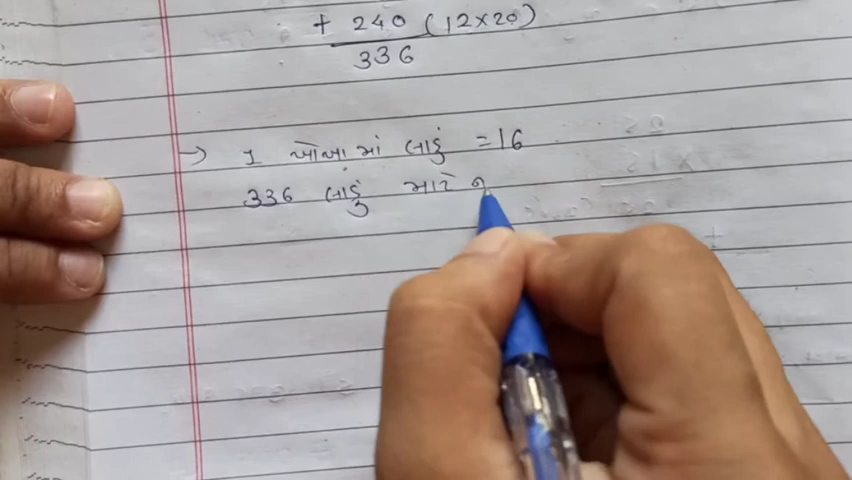 + 240 (12×20)
336
→ 1 ખોખામાં લાડું = 16
336 લાડું માટે